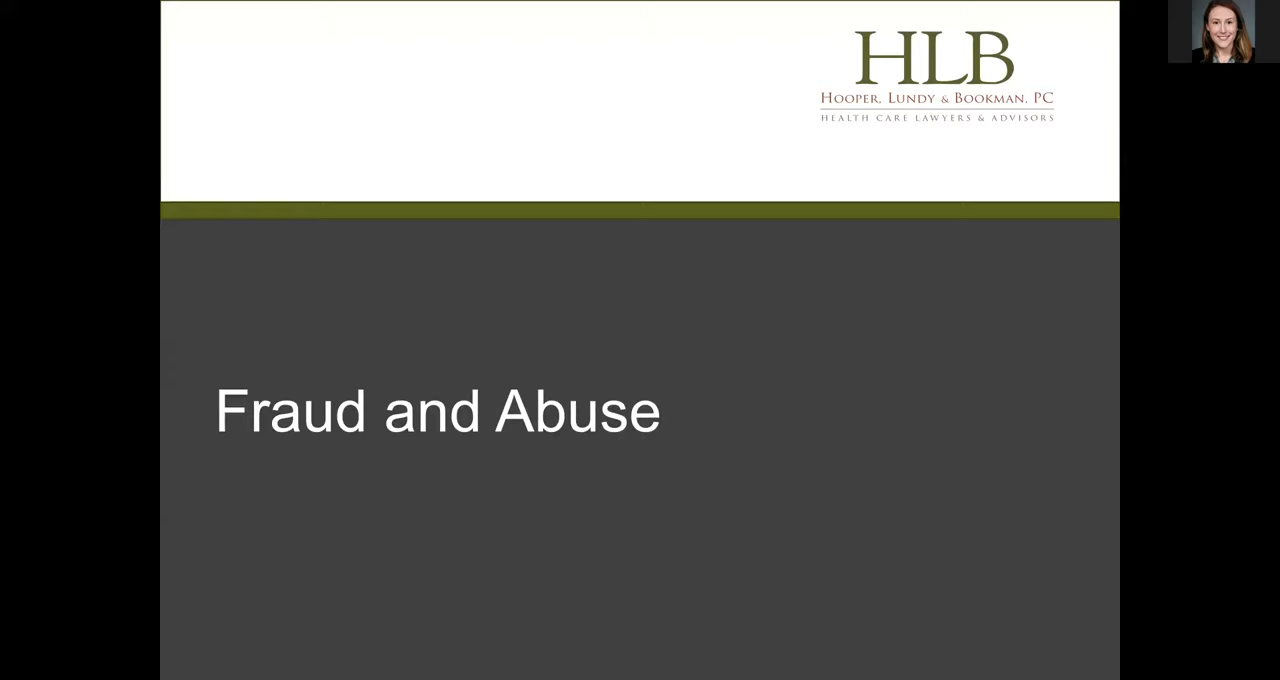 HLB
HOOPER, LUNDY & BOOKMAN, PC
HEALTH CARE LAWYERS & ADVISORS
Fraud and Abuse